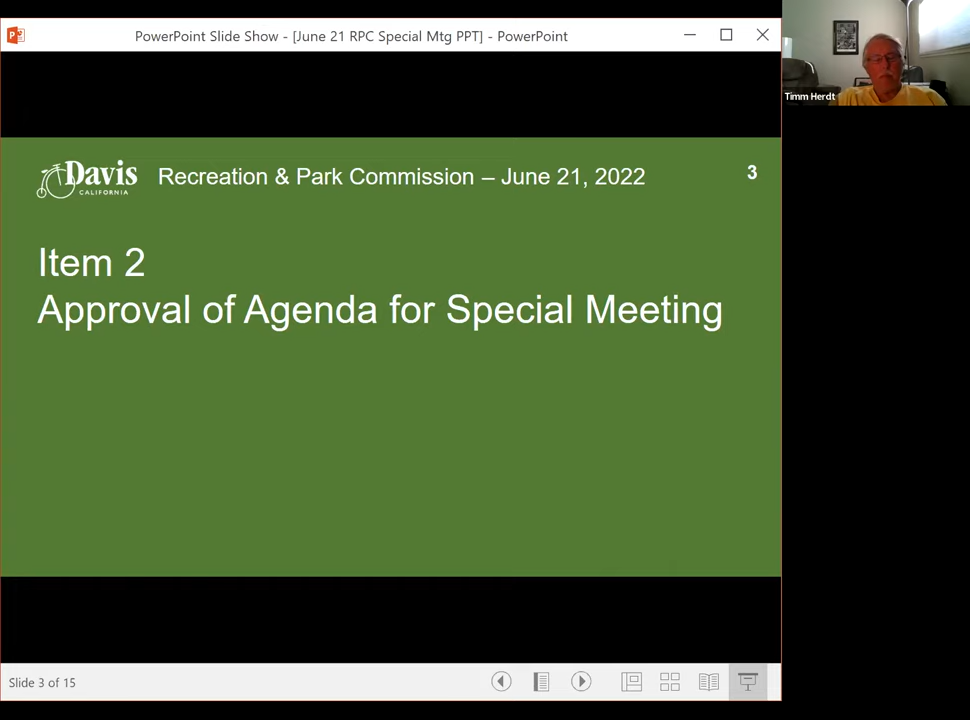 PowerPoint Slide Show - [June 21 RPC Special Mtg PPT] - PowerPoint
Timm Herdt
Davis
CALIFORNIA
Recreation & Park Commission – June 21, 2022
3
Item 2
Approval of Agenda for Special Meeting
Slide 3 of 15